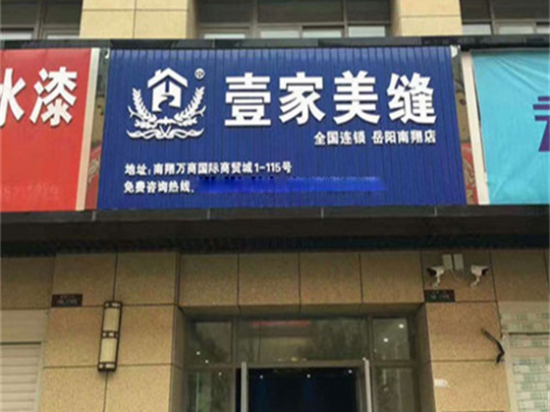 水漆
壹家美缝
全国连锁 岳阳南翔店
地址：南翔万商国际商贸城1-115号
免费咨询热线